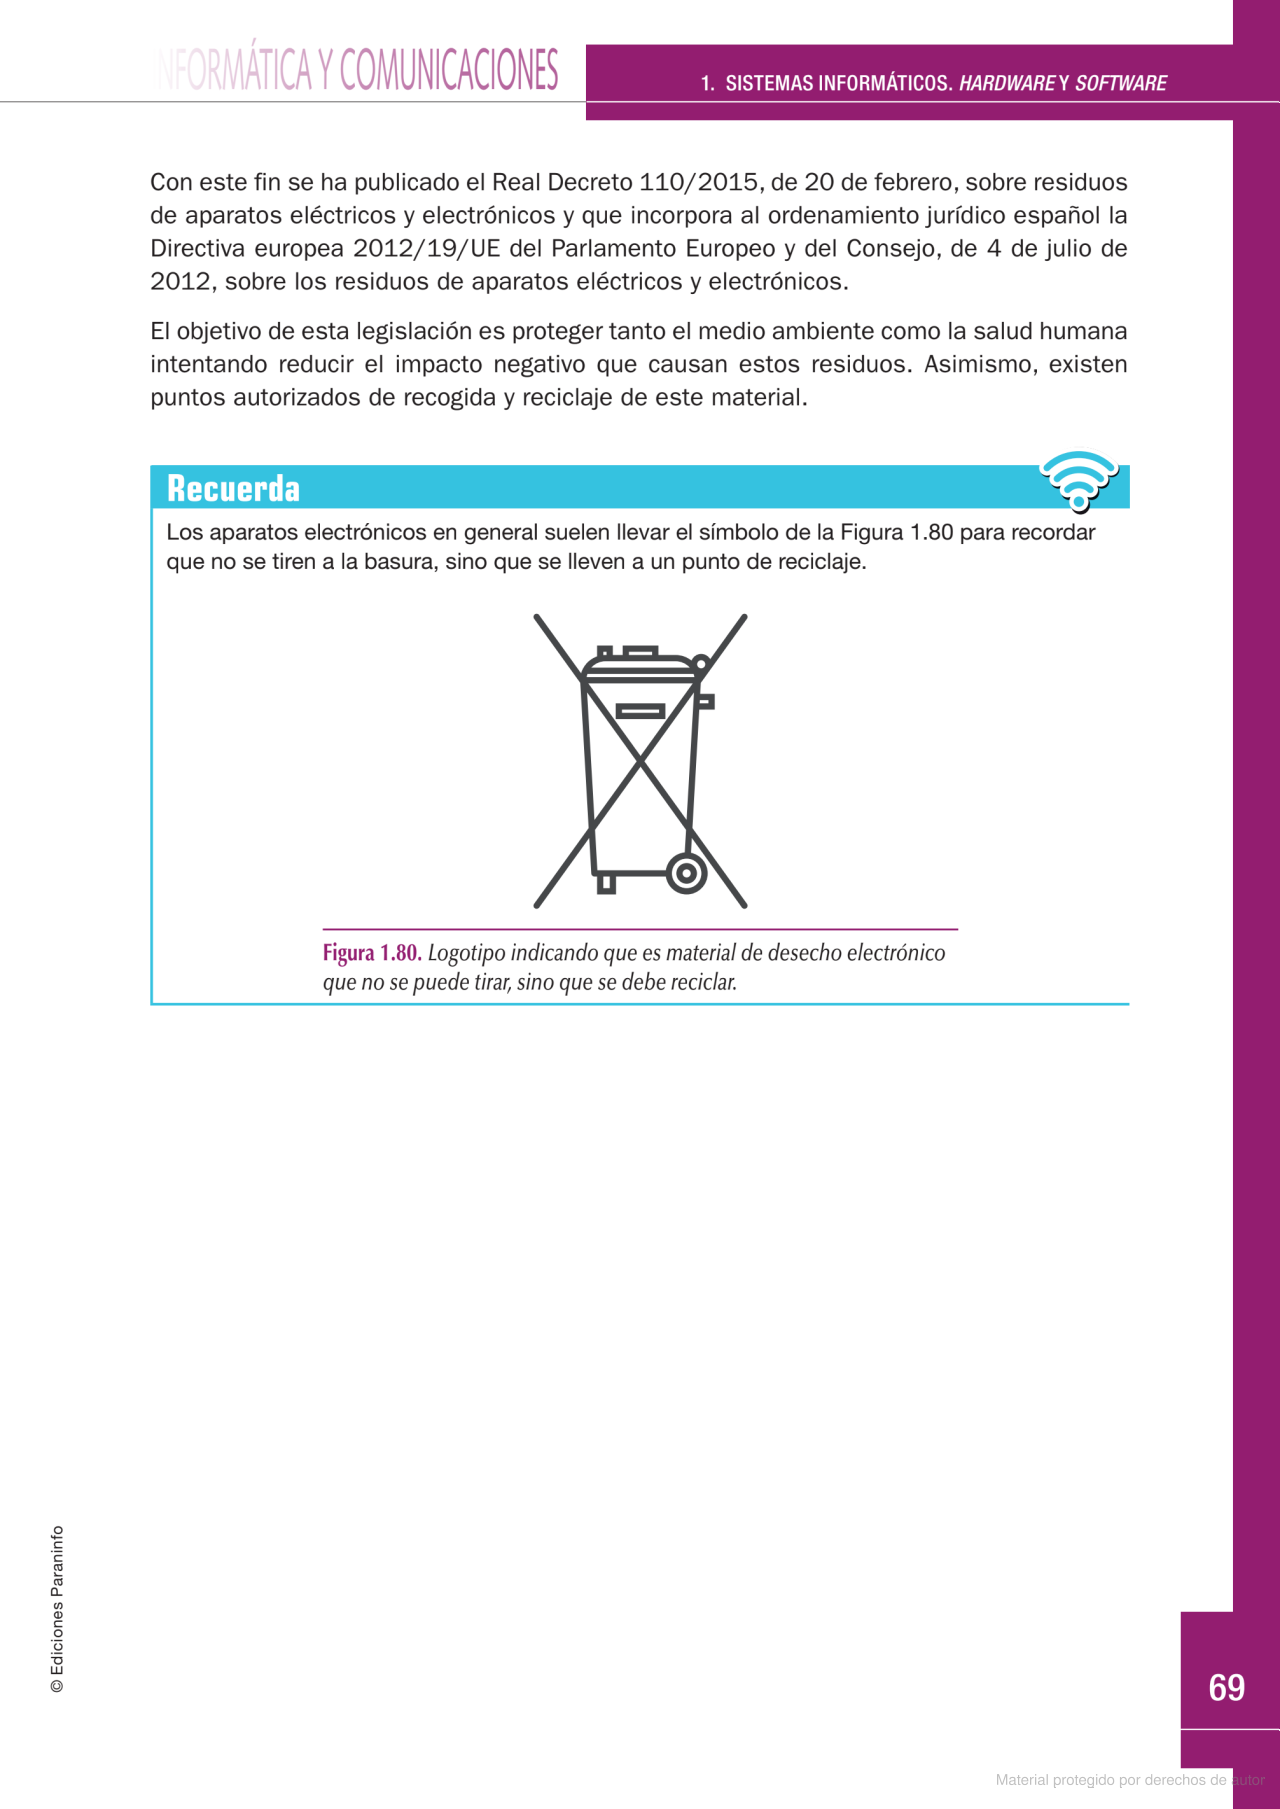 INFORMÁTICA Y COMUNICACIONES
1. SISTEMAS INFORMÁTICOS. HARDWARE Y SOFTWARE
Con este fin se ha publicado el Real Decreto 110/2015, de 20 de febrero, sobre residuos
de aparatos eléctricos y electrónicos y que incorpora al ordenamiento jurídico español la
Directiva europea 2012/19/UE del Parlamento Europeo y del Consejo, de 4 de julio de
2012, sobre los residuos de aparatos eléctricos y electrónicos.
El objetivo de esta legislación es proteger tanto el medio ambiente como la salud humana
intentando reducir el impacto negativo que causan estos residuos. Asimismo, existen
puntos autorizados de recogida y reciclaje de este material.
Recuerda
Los aparatos electrónicos en general suelen llevar el símbolo de la Figura 1.80 para recordar
que no se tiren a la basura, sino que se lleven a un punto de reciclaje.
Figura 1.80. Logotipo indicando que es material de desecho electrónico
que no se puede tirar, sino que se debe reciclar.
© Ediciones Paraninfo
69
Material protegido por derechos de autor